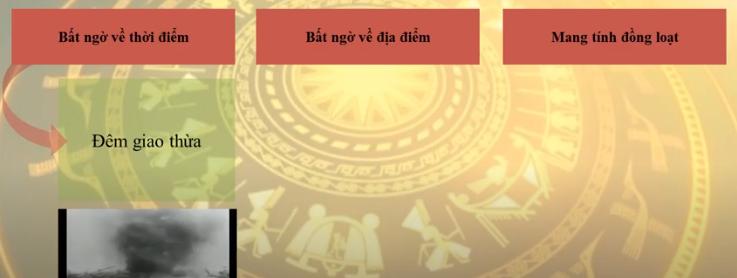 Bất ngờ về thời điểm
Bất ngờ về địa điểm
Mang tính đồng loạt
Đêm giao thừa